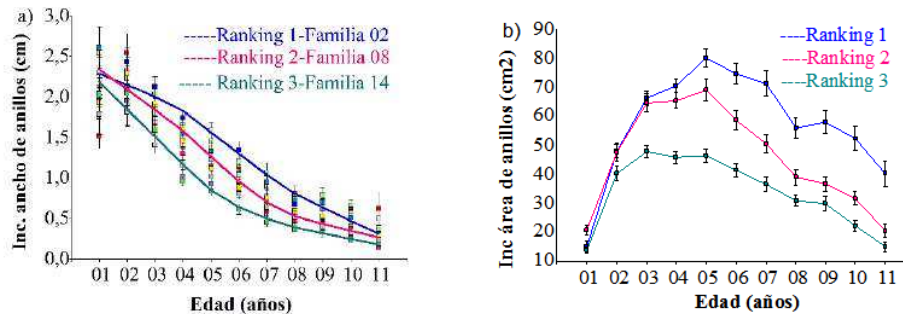 a)
Inc. ancho de anillos (cm)
3,0
2,5
2,0
1,5
1,0
0,5
0,0
Ranking 1-Familia 02
Ranking 2-Familia 08
Ranking 3-Familia 14
01 02 03 04 05 06 07 08 09 10 11
Edad (años)
b)
Inc área de anillos (cm2)
90
80
70
60
50
40
30
20
10
Ranking 1
Ranking 2
Ranking 3
01 02 03 04 05 06 07 08 09 10 11
Edad (años)